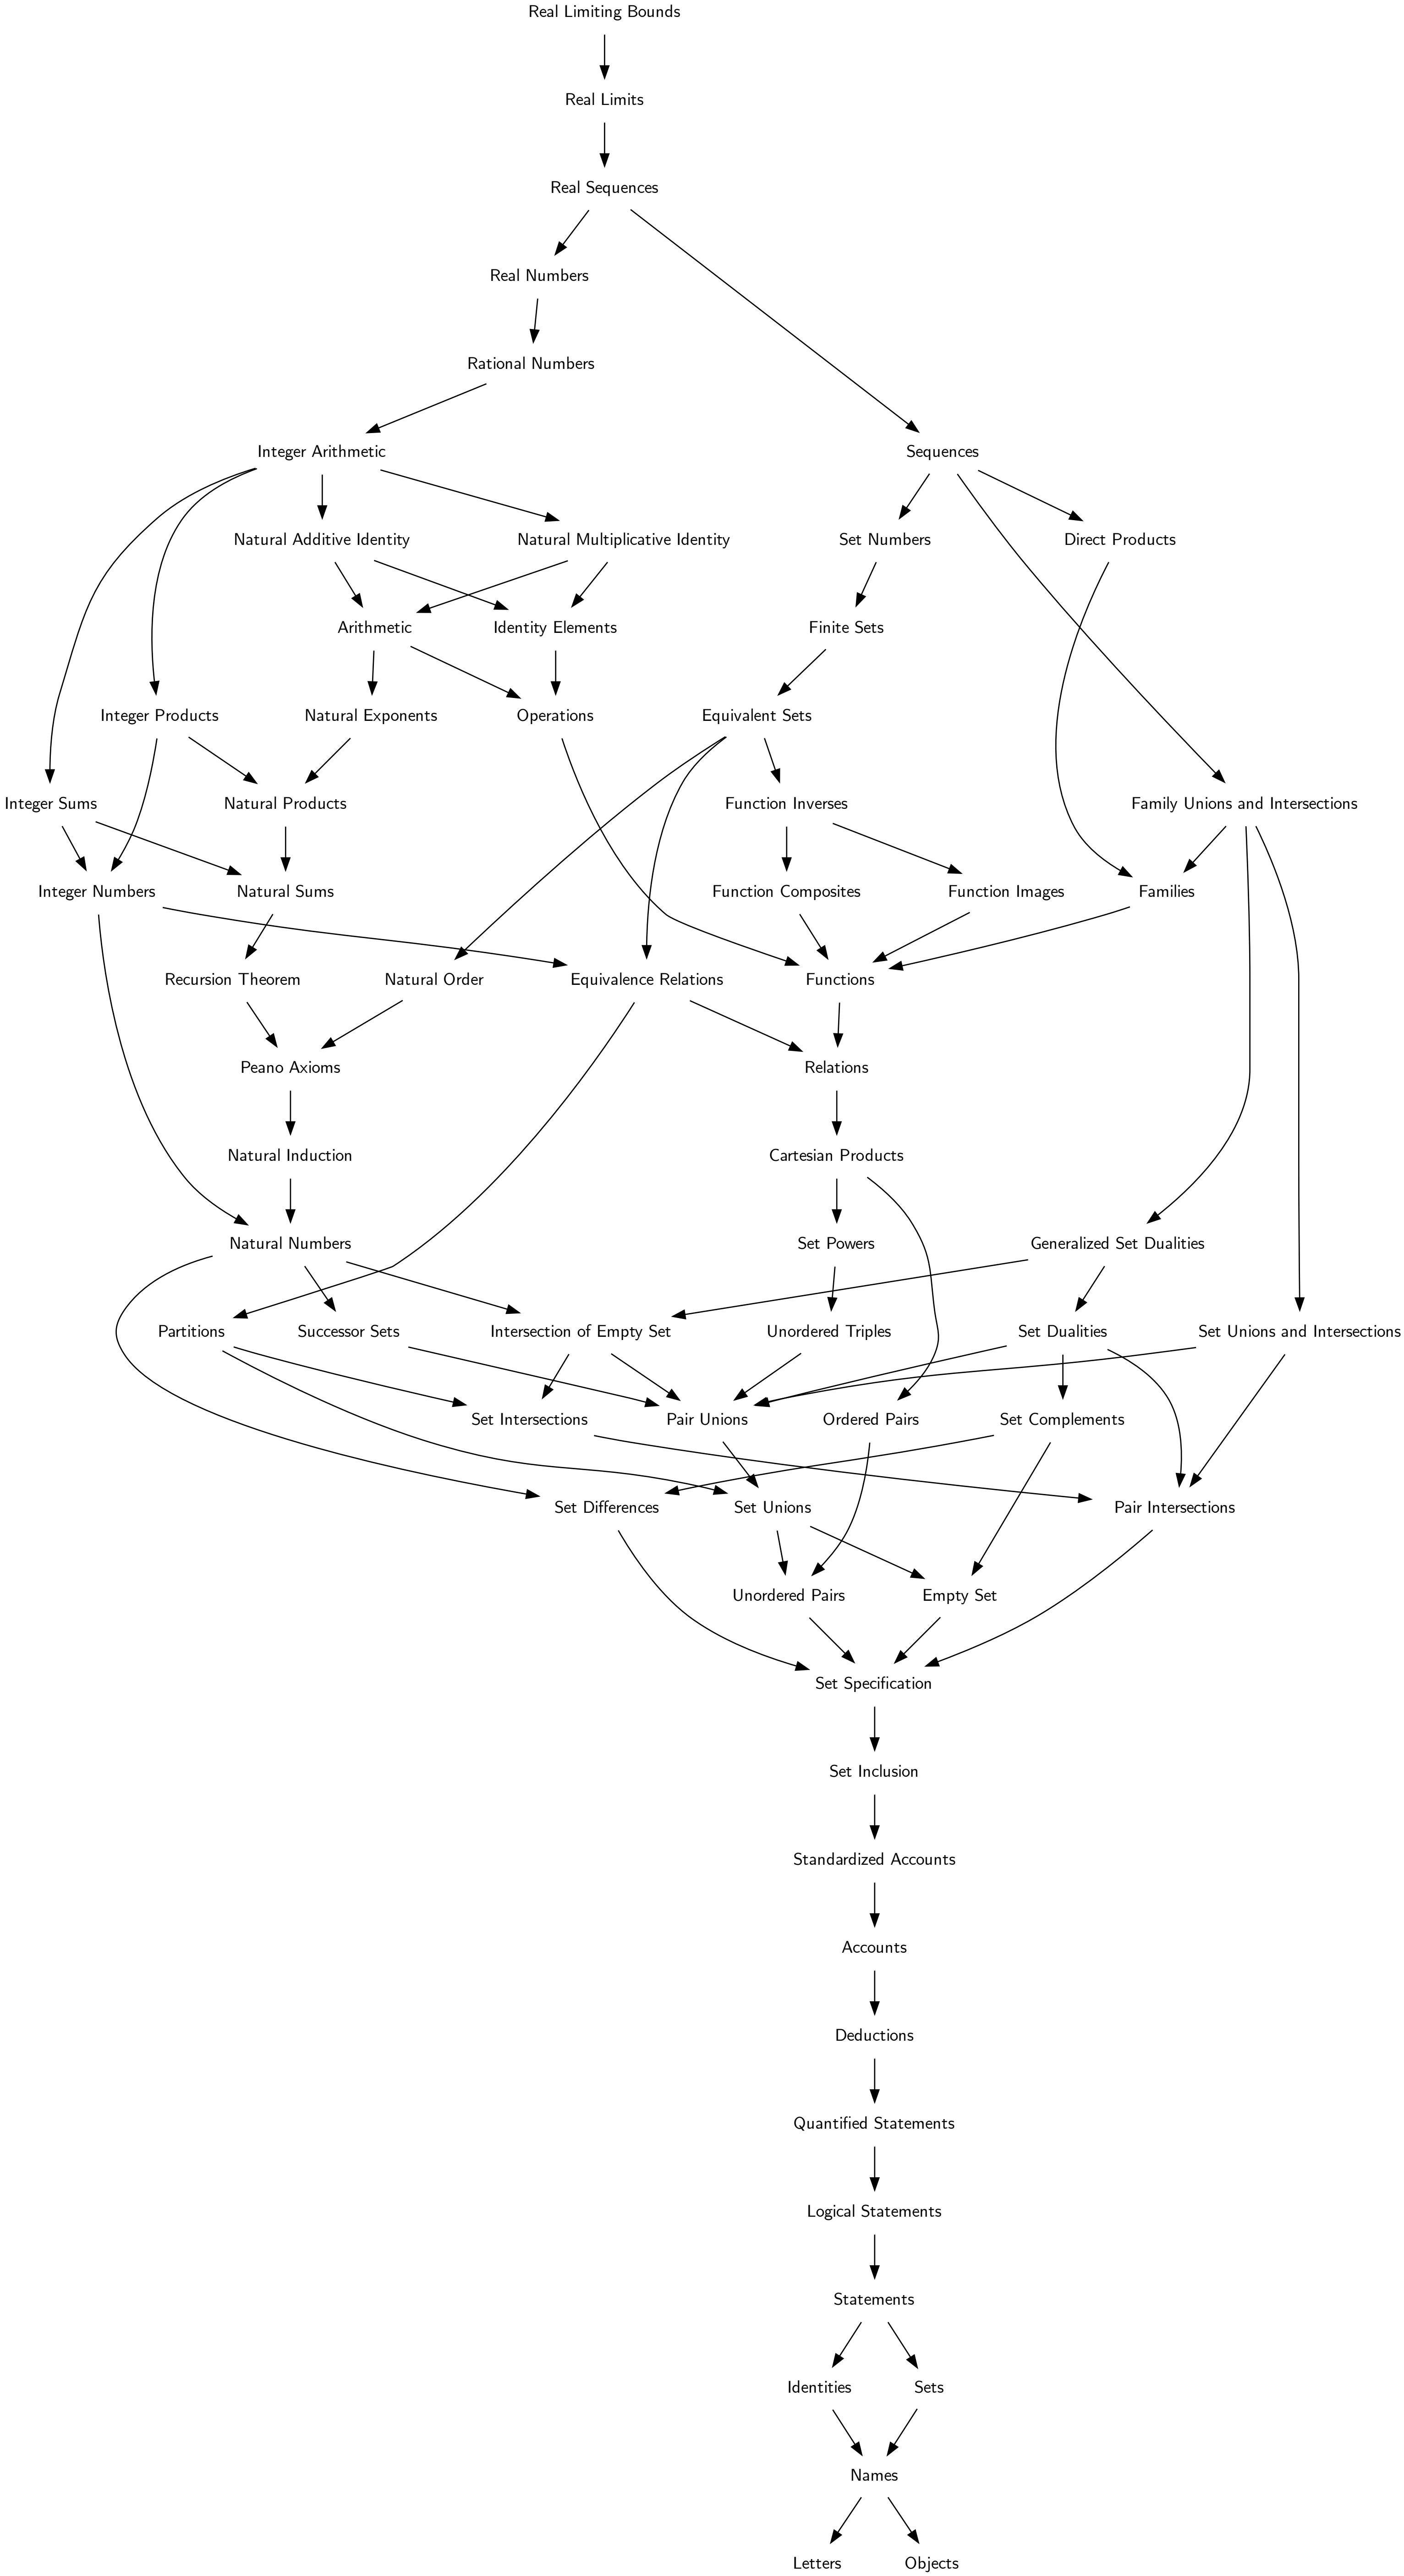 Real Limiting Bounds
Real Limits
Real Sequences
Real Numbers
Rational Numbers
Integer Arithmetic
Sequences
Natural Additive Identity
Natural Multiplicative Identity
Set Numbers
Direct Products
Arithmetic
Identity Elements
Finite Sets
Integer Products
Natural Exponents
Operations
Equivalent Sets
Integer Sums
Natural Products
Function Inverses
Family Unions and Intersections
Integer Numbers
Natural Sums
Function Composites
Function Images
Families
Recursion Theorem
Natural Order
Equivalence Relations
Functions
Peano Axioms
Relations
Natural Induction
Cartesian Products
Natural Numbers
Set Powers
Generalized Set Dualities
Partitions
Successor Sets
Intersection of Empty Set
Unordered Triples
Set Dualities
Set Unions and Intersections
Set Intersections
Pair Unions
Ordered Pairs
Set Complements
Set Differences
Set Unions
Pair Intersections
Unordered Pairs
Empty Set
Set Specification
Set Inclusion
Standardized Accounts
Accounts
Deductions
Quantified Statements
Logical Statements
Statements
Identities
Sets
Names
Letters
Objects